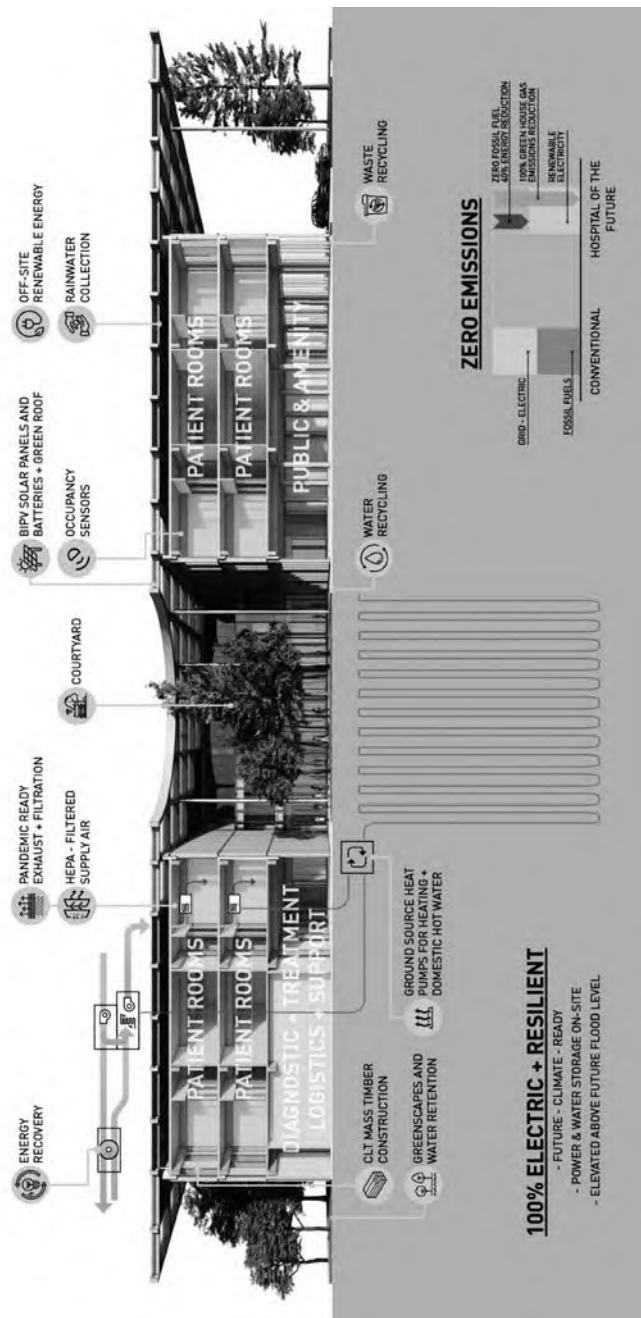 ENERGY
RECOVERY
PANDEMIC READY
EXHAUST + FILTRATION
HEPA - FILTERED
SUPPLY AIR
COURTYARD
BIPV SOLAR PANELS AND
BATTERIES + GREEN ROOF
OCCUPANCY
SENSORS
OFF-SITE
RENEWABLE ENERGY
RAINWATER
COLLECTION
PATIENT ROOMS
PATIENT ROOMS
DIAGNOSTIC + TREATMENT
LOGISTICS + SUPPORT
PATIENT ROOMS
PATIENT ROOMS
PUBLIC & AMENITY
CLT MASS TIMBER
CONSTRUCTION
GREENSCAPES AND
WATER RETENTION
GROUND SOURCE HEAT
PUMPS FOR HEATING +
DOMESTIC HOT WATER
WATER
RECYCLING
WASTE
RECYCLING
100% ELECTRIC + RESILIENT
- FUTURE - CLIMATE - READY
- POWER & WATER STORAGE ON-SITE
- ELEVATED ABOVE FUTURE FLOOD LEVEL
ZERO EMISSIONS
GRID - ELECTRIC
FOSSIL FUELS
ZERO FOSSIL FUEL
40% ENERGY REDUCTION
100% GREEN HOUSE GAS
EMISSIONS REDUCTION
RENEWABLE
ELECTRICITY
CONVENTIONAL
HOSPITAL OF THE
FUTURE